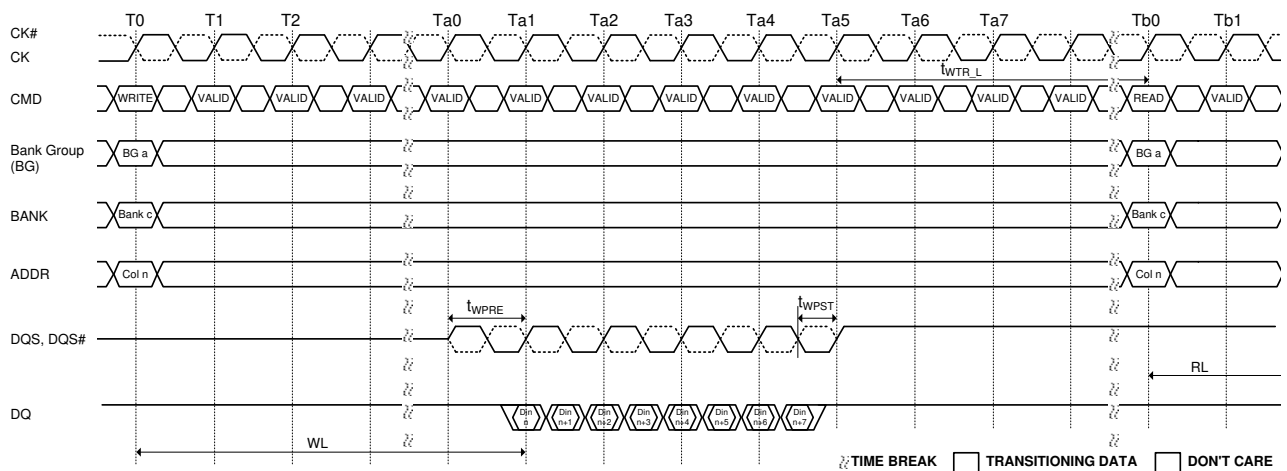 T0 T1 T2 Ta0 Ta1 Ta2 Ta3 Ta4 Ta5 Ta6 Ta7 Tb0 Tb1
CK#
CK
tWTR_L
CMD WRITE VALID VALID VALID VALID VALID VALID VALID VALID VALID VALID VALID VALID READ VALID
Bank Group
(BG)
BG a BG a
BANK Bank c Bank c
ADDR Col n Col n
tWPRE tWPST
DQS, DQS#
RL
DQ Din n Din n+1 Din n+2 Din n+3 Din n+4 Din n+5 Din n+6 Din n+7
WL
TIME BREAK TRANSITIONING DATA DON'T CARE